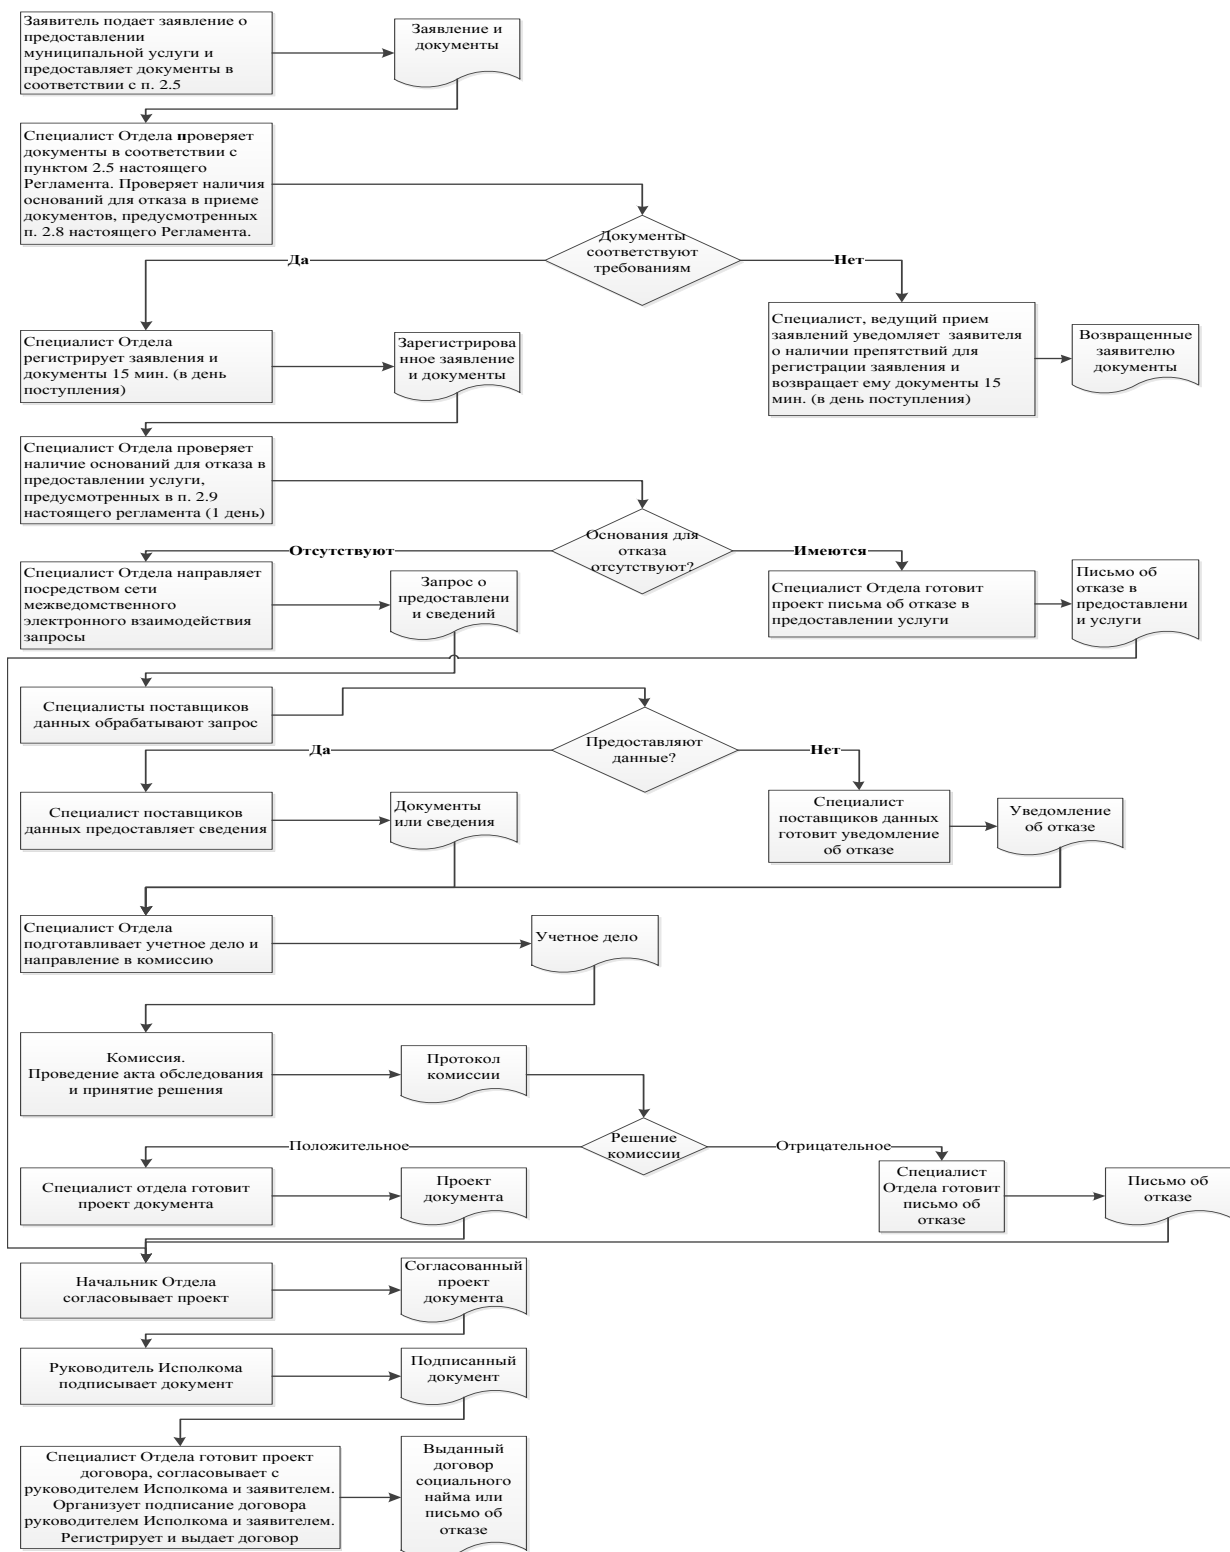 Заявитель подает заявление о
предоставлении
муниципальной услуги и
предоставляет документы в
соответствии с п. 2.5
Заявление и
документы
Специалист Отдела проверяет
документы в соответствии с
пунктом 2.5 настоящего
Регламента. Проверяет наличия
оснований для отказа в приеме
документов, предусмотренных
п. 2.8 настоящего Регламента.
Документы
соответствуют
требованиям
Да
Нет
Специалист Отдела
регистрирует заявления и
документы 15 мин. (в день
поступления)
Зарегистрирова
нное заявление
и документы
Специалист, ведущий прием
заявлений уведомляет заявителя
о наличии препятствий для
регистрации заявления и
возвращает ему документы 15
мин. (в день поступления)
Возвращенные
заявителю
документы
Специалист Отдела проверяет
наличие оснований для отказа в
предоставлении услуги,
предусмотренных в п. 2.9
настоящего регламента (1 день)
Основания для
отказа
отсутствуют?
Отсутствуют
Имеются
Специалист Отдела направляет
посредством сети
межведомственного
электронного взаимодействия
запросы
Запрос о
предоставлени
и сведений
Специалист Отдела готовит
проект письма об отказе в
предоставлении услуги
Письмо об
отказе в
предоставлени
и услуги
Специалисты поставщиков
данных обрабатывают запрос
Предоставляют
данные?
Да
Нет
Специалист поставщиков
данных предоставляет сведения
Документы
или сведения
Специалист
поставщиков данных
готовит уведомление
об отказе
Уведомление
об отказе
Специалист Отдела
подготавливает учетное дело и
направление в комиссию
Учетное дело
Комиссия.
Проведение акта обследования
и принятие решения
Протокол
комиссии
Решение
комиссии
Положительное
Отрицательное
Специалист отдела готовит
проект документа
Проект
документа
Специалист
Отдела готовит
письмо об
отказе
Письмо об
отказе
Начальник Отдела
согласовывает проект
Согласованный
проект
документа
Руководитель Исполкома
подписывает документ
Подписанный
документ
Специалист Отдела готовит проект
договора, согласовывает с
руководителем Исполкома и заявителем.
Организует подписание договора
руководителем Исполкома и заявителем.
Регистрирует и выдает договор
Выданный
договор
социального
найма или
письмо об
отказе